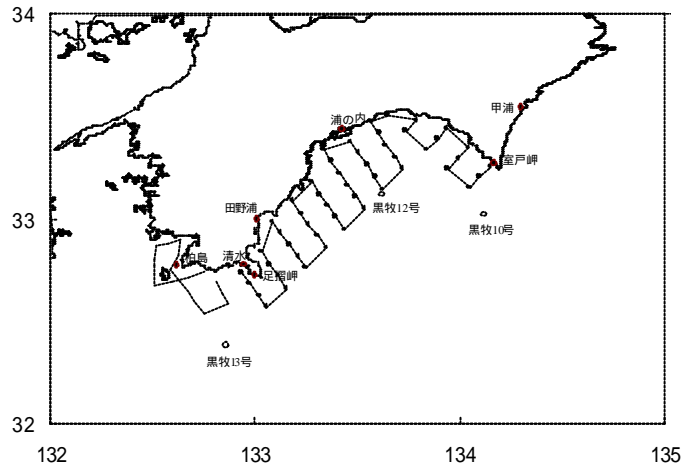 34
甲浦
浦の内
室戸岬
田野浦
33
黒牧12号
黒牧10号
柏島
清水
足摺岬
黒牧13号
32
132
133
134
135